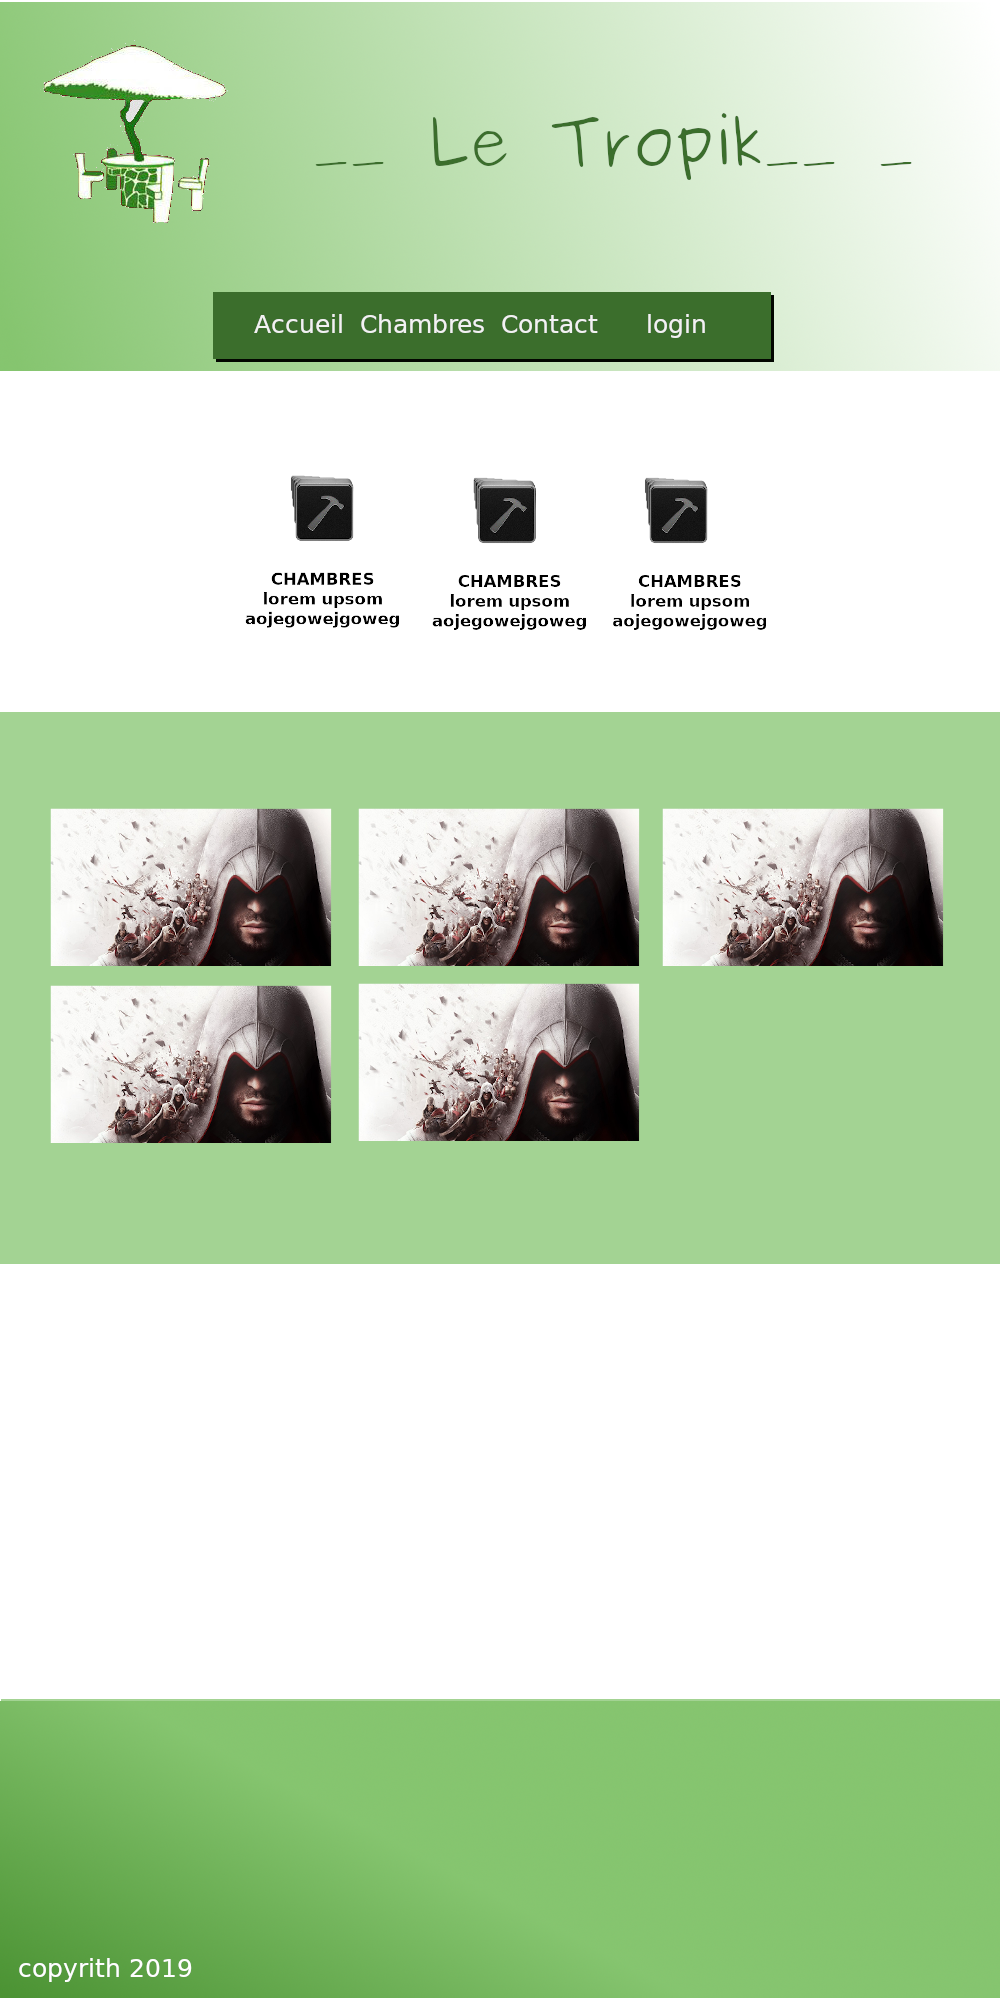 __ Le Tropik__ _
Accueil Chambres Contact login
CHAMBRES
lorem upsom
aojegowejgoweg
CHAMBRES
lorem upsom
aojegowejgoweg
CHAMBRES
lorem upsom
aojegowejgoweg
copyrith 2019